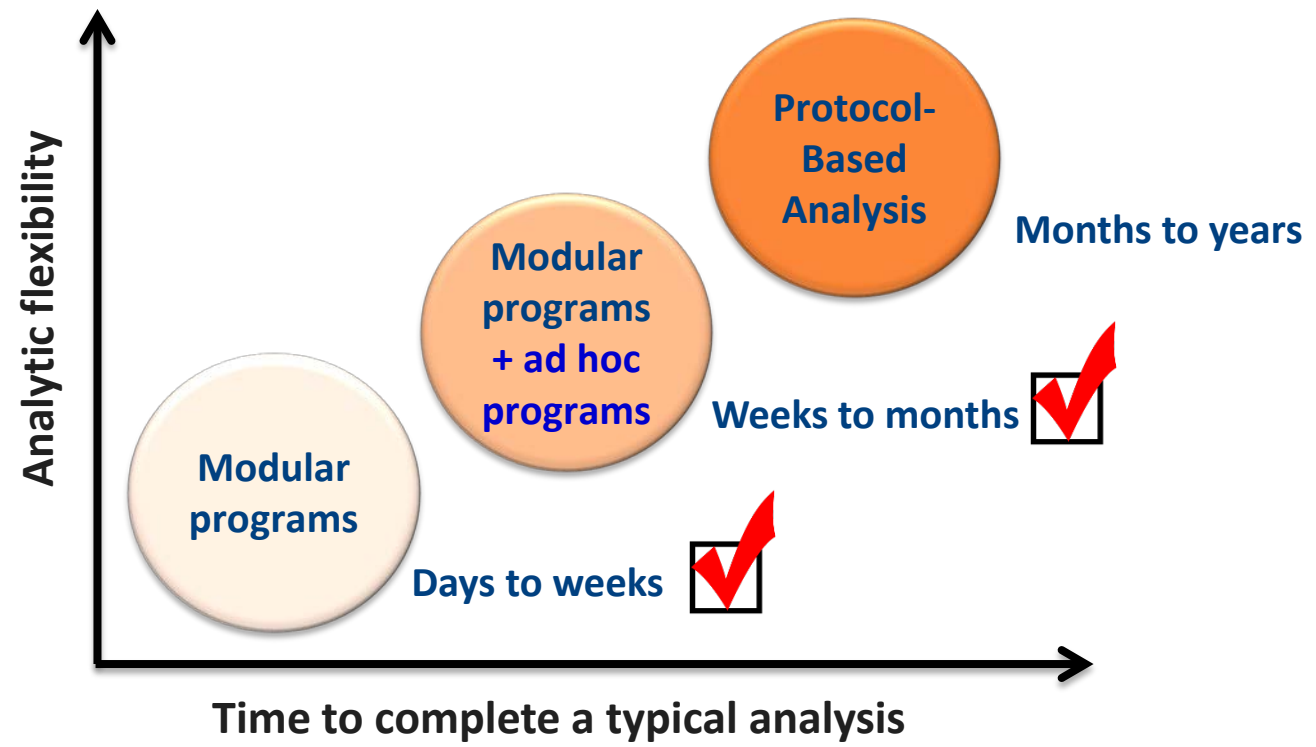 Analytic flexibility
Protocol-
Based
Analysis
Months to years
Modular
programs
+ ad hoc
programs
Weeks to months
Modular
programs
Days to weeks
Time to complete a typical analysis